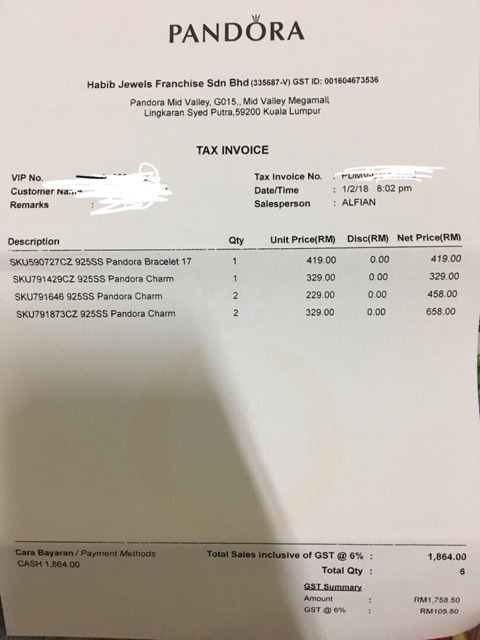 PANDORA
Habib Jewels Franchise Sdn Bhd (335687-V) GST ID: 001604673536
Pandora Mid Valley, G015,, Mid Valley Megamall,
Lingkaran Syed Putra,59200 Kuala Lumpur
TAX INVOICE
VIP No. Tax Invoice No. :
Customer Date/Time : 1/2/18 8:02 pm
Remarks : Salesperson : ALFIAN
Description Qty Unit Price(RM) Disc(RM) Net Price(RM)
SKU590727CZ 925SS Pandora Bracelet 17 1 419.00 0.00 419.00
SKU791429CZ 925SS Pandora Charm 1 329.00 0.00 329.00
SKU791646 925SS Pandora Charm 2 229.00 0.00 458.00
SKU791873CZ 925SS Pandora Charm 2 329.00 0.00 658.00
Cara Bayaran / Payment Methods Total Sales inclusive of GST @ 6% : 1,864.00
CASH 1,864.00
Total Qty : 6
GST Summary
Amount : RM1,758.50
GST @ 6% : RM105.50